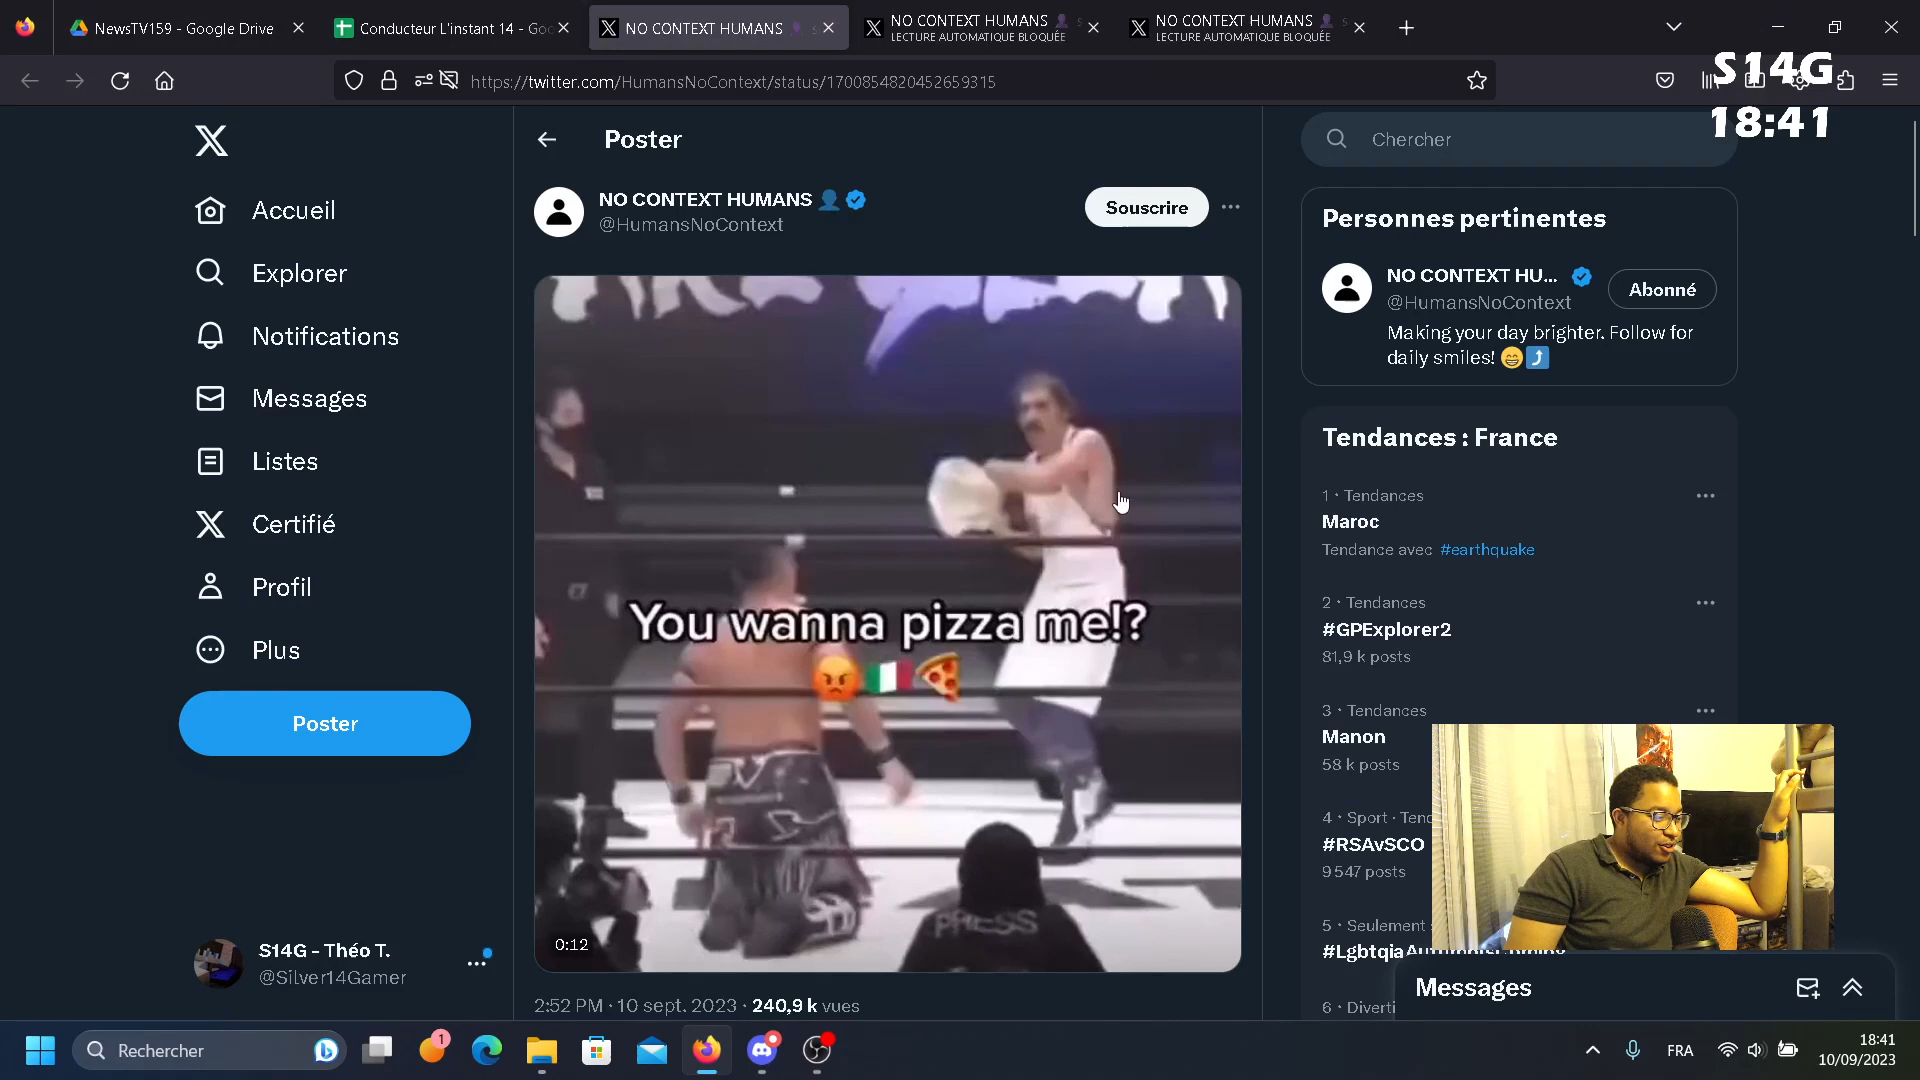 NewsTV159 - Google Drive
Conducteur L'instant 14 - Goo
NO CONTEXT HUMANS
NO CONTEXT HUMANS
LECTURE AUTOMATIQUE BLOQUÉE
NO CONTEXT HUMANS
LECTURE AUTOMATIQUE BLOQUÉE
https://twitter.com/HumansNoContext/status/1700854820452659315
S14G
18:41
Poster
Chercher
Accueil
Explorer
Notifications
Messages
Listes
Certifié
Profil
Plus
Poster
S14G - Théo T.
@Silver14Gamer
NO CONTEXT HUMANS 👤
@HumansNoContext
Souscrire
You wanna pizza me!?
😡🇮🇹🍕
PRESS
0:12
2:52 PM · 10 sept. 2023 · 240,9 k vues
Personnes pertinentes
NO CONTEXT HU...
@HumansNoContext
Abonné
Making your day brighter. Follow for
daily smiles! 😁⤴️
Tendances : France
1 · Tendances
Maroc
Tendance avec #earthquake
2 · Tendances
#GPExplorer2
81,9 k posts
3 · Tendances
Manon
58 k posts
4 · Sport · Tend
#RSAvSCO
9 547 posts
5 · Seulement
6 · Diverti
Messages
Rechercher
1
FRA
18:41
10/09/2023